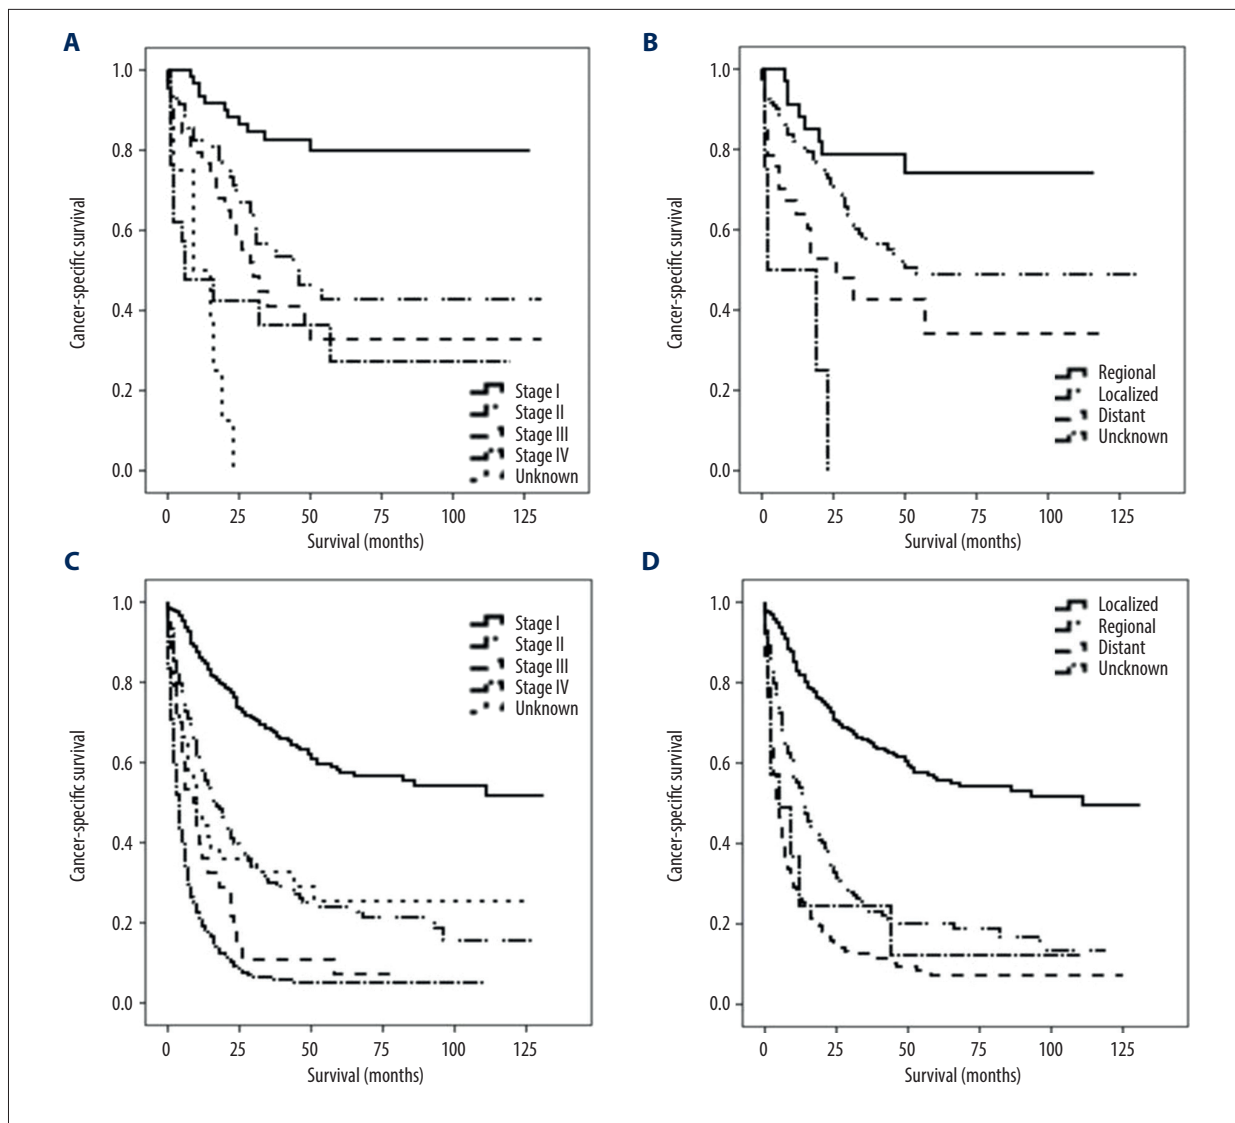 A
1.0
0.8
0.6
0.4
0.2
0.0
Cancer-specific survival
Stage I
Stage II
Stage III
Stage IV
Unknown
0 25 50 75 100 125
Survival (months)
B
1.0
0.8
0.6
0.4
0.2
0.0
Cancer-specific survival
Regional
Localized
Distant
Uncknown
0 25 50 75 100 125
Survival (months)
C
1.0
0.8
0.6
0.4
0.2
0.0
Cancer-specific survival
Stage I
Stage II
Stage III
Stage IV
Unknown
0 25 50 75 100 125
Survival (months)
D
1.0
0.8
0.6
0.4
0.2
0.0
Cancer-specific survival
Localized
Regional
Distant
Uncknown
0 25 50 75 100 125
Survival (months)